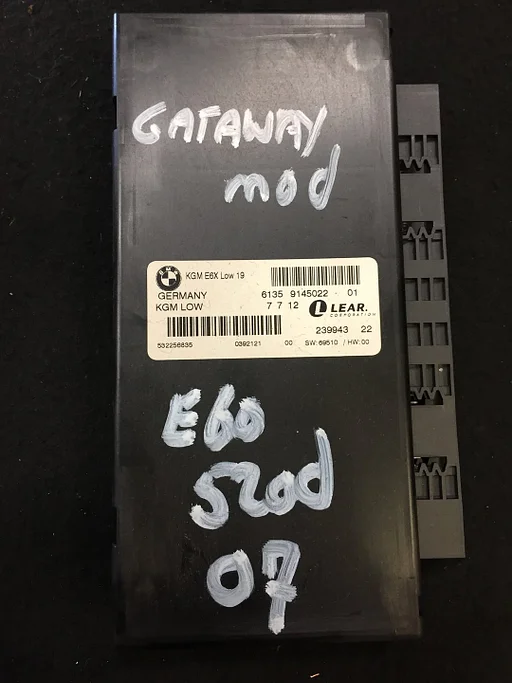 GATAWAY
mod
BMW
KGM E6X Low 19
GERMANY 6135 9145022 - 01
KGM LOW 7 7 12 L LEAR.
CORPORATION
239943 22
532256835 0392121 00 SW:69510 / HW:00
E60
520d
07